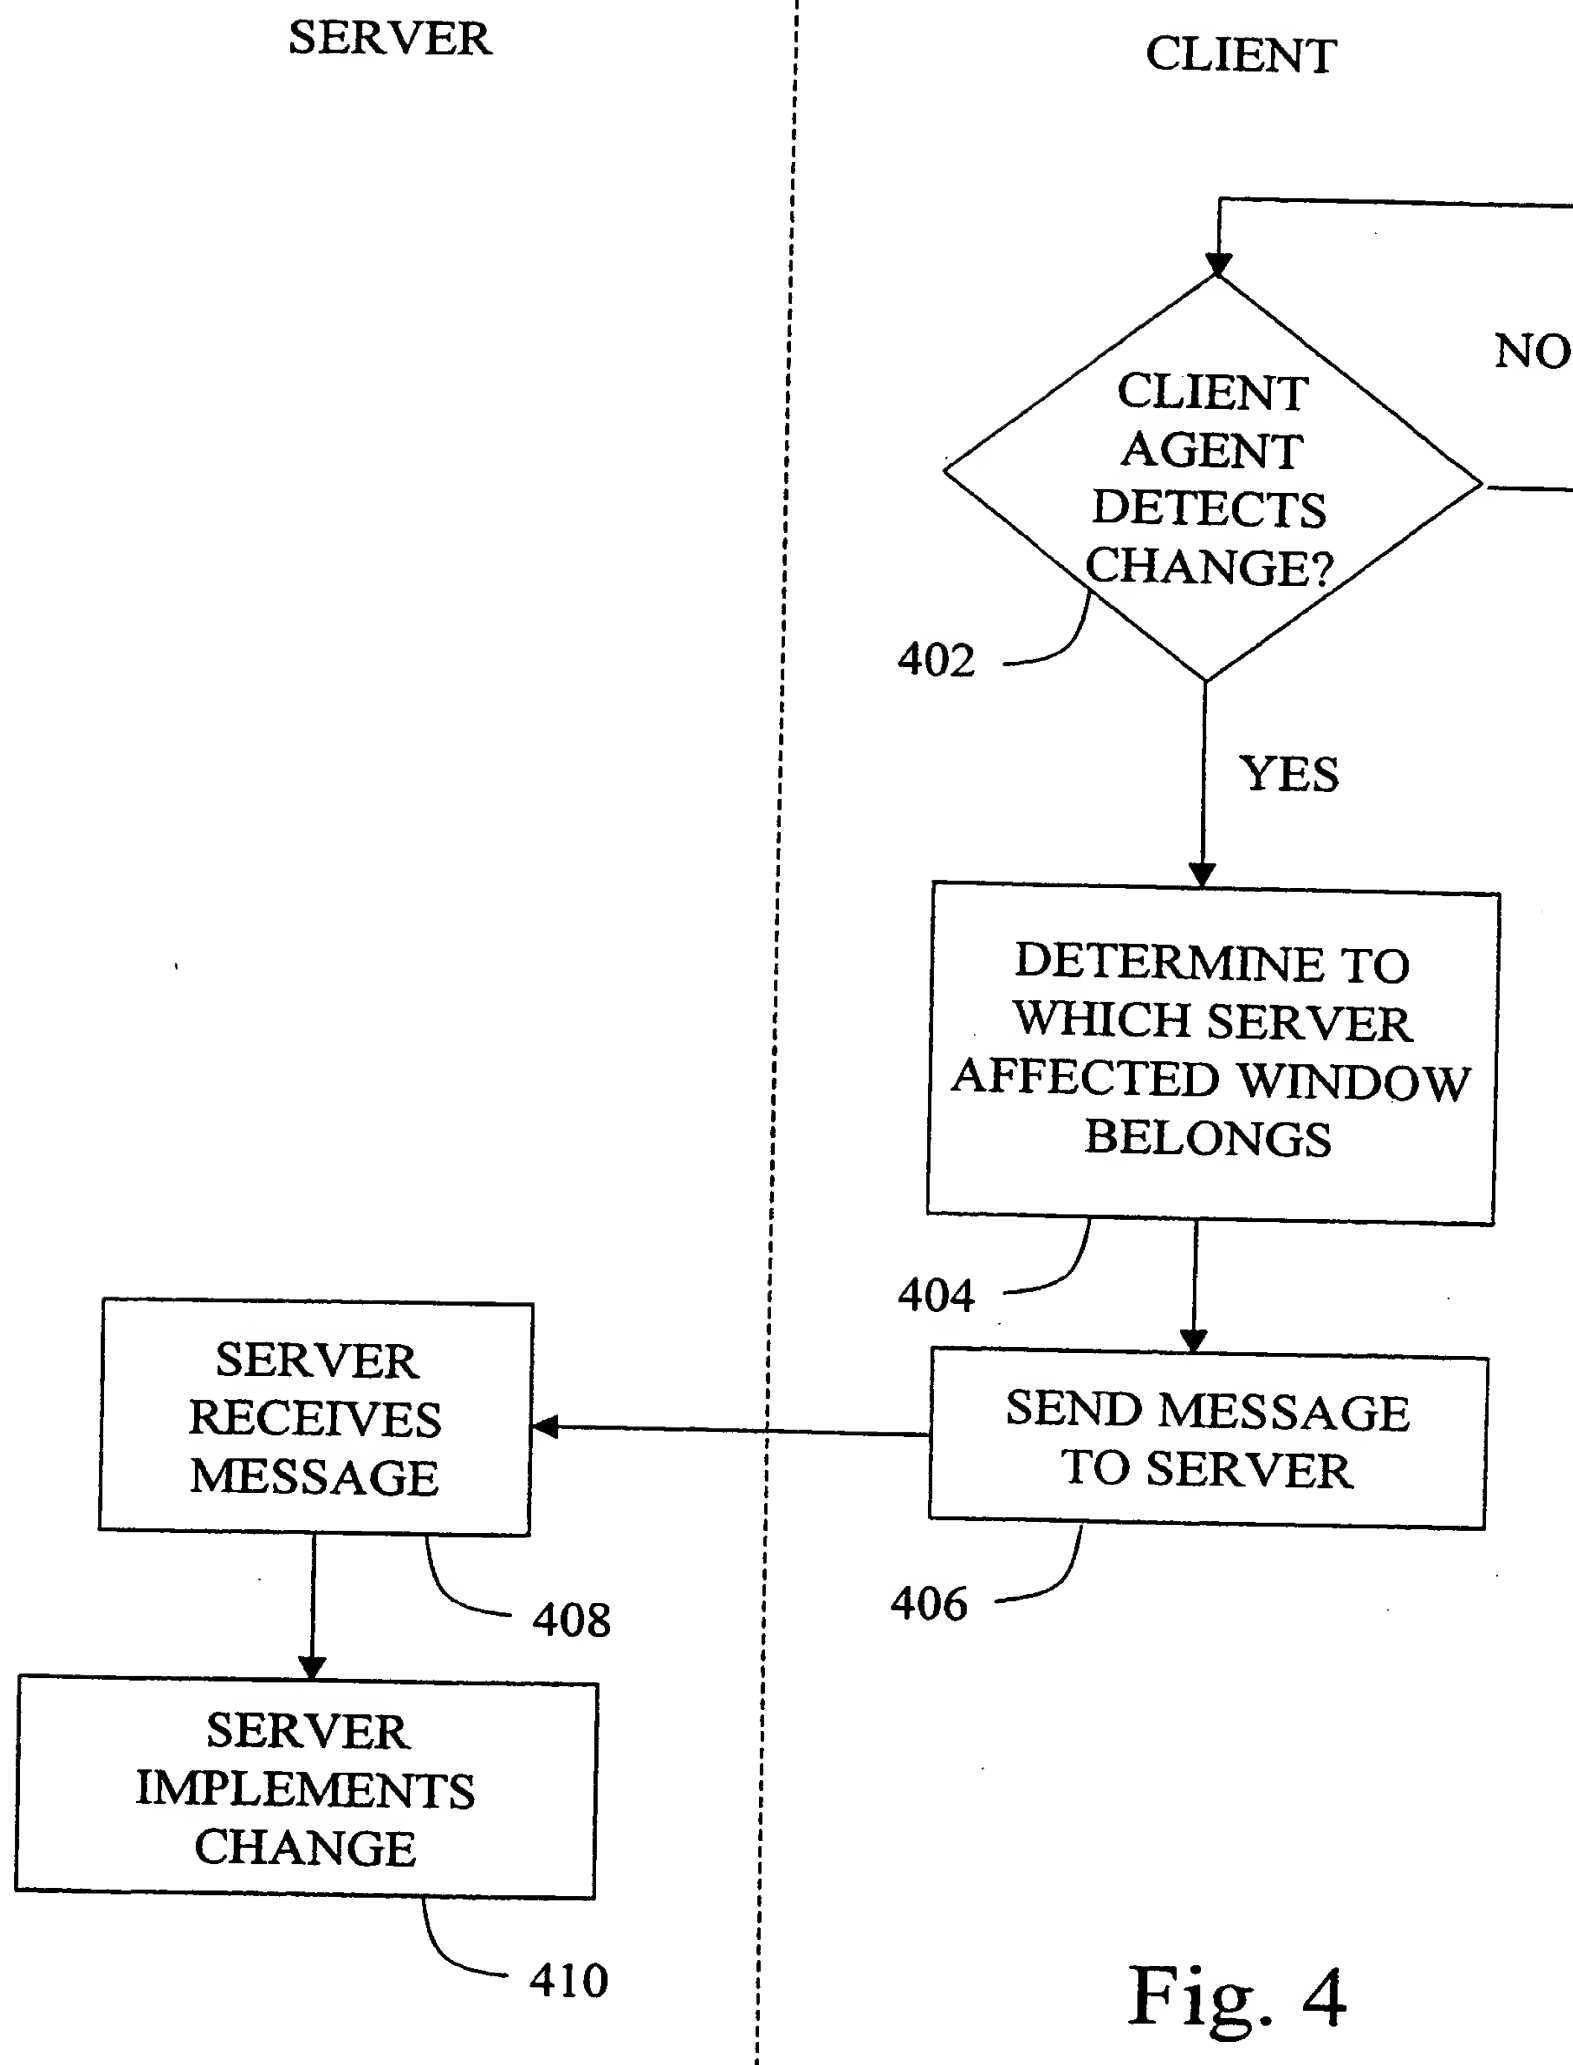 SERVER
CLIENT
NO
CLIENT
AGENT
DETECTS
CHANGE?
402
YES
DETERMINE TO
WHICH SERVER
AFFECTED WINDOW
BELONGS
404
SEND MESSAGE
TO SERVER
406
SERVER
RECEIVES
MESSAGE
408
SERVER
IMPLEMENTS
CHANGE
410
Fig. 4